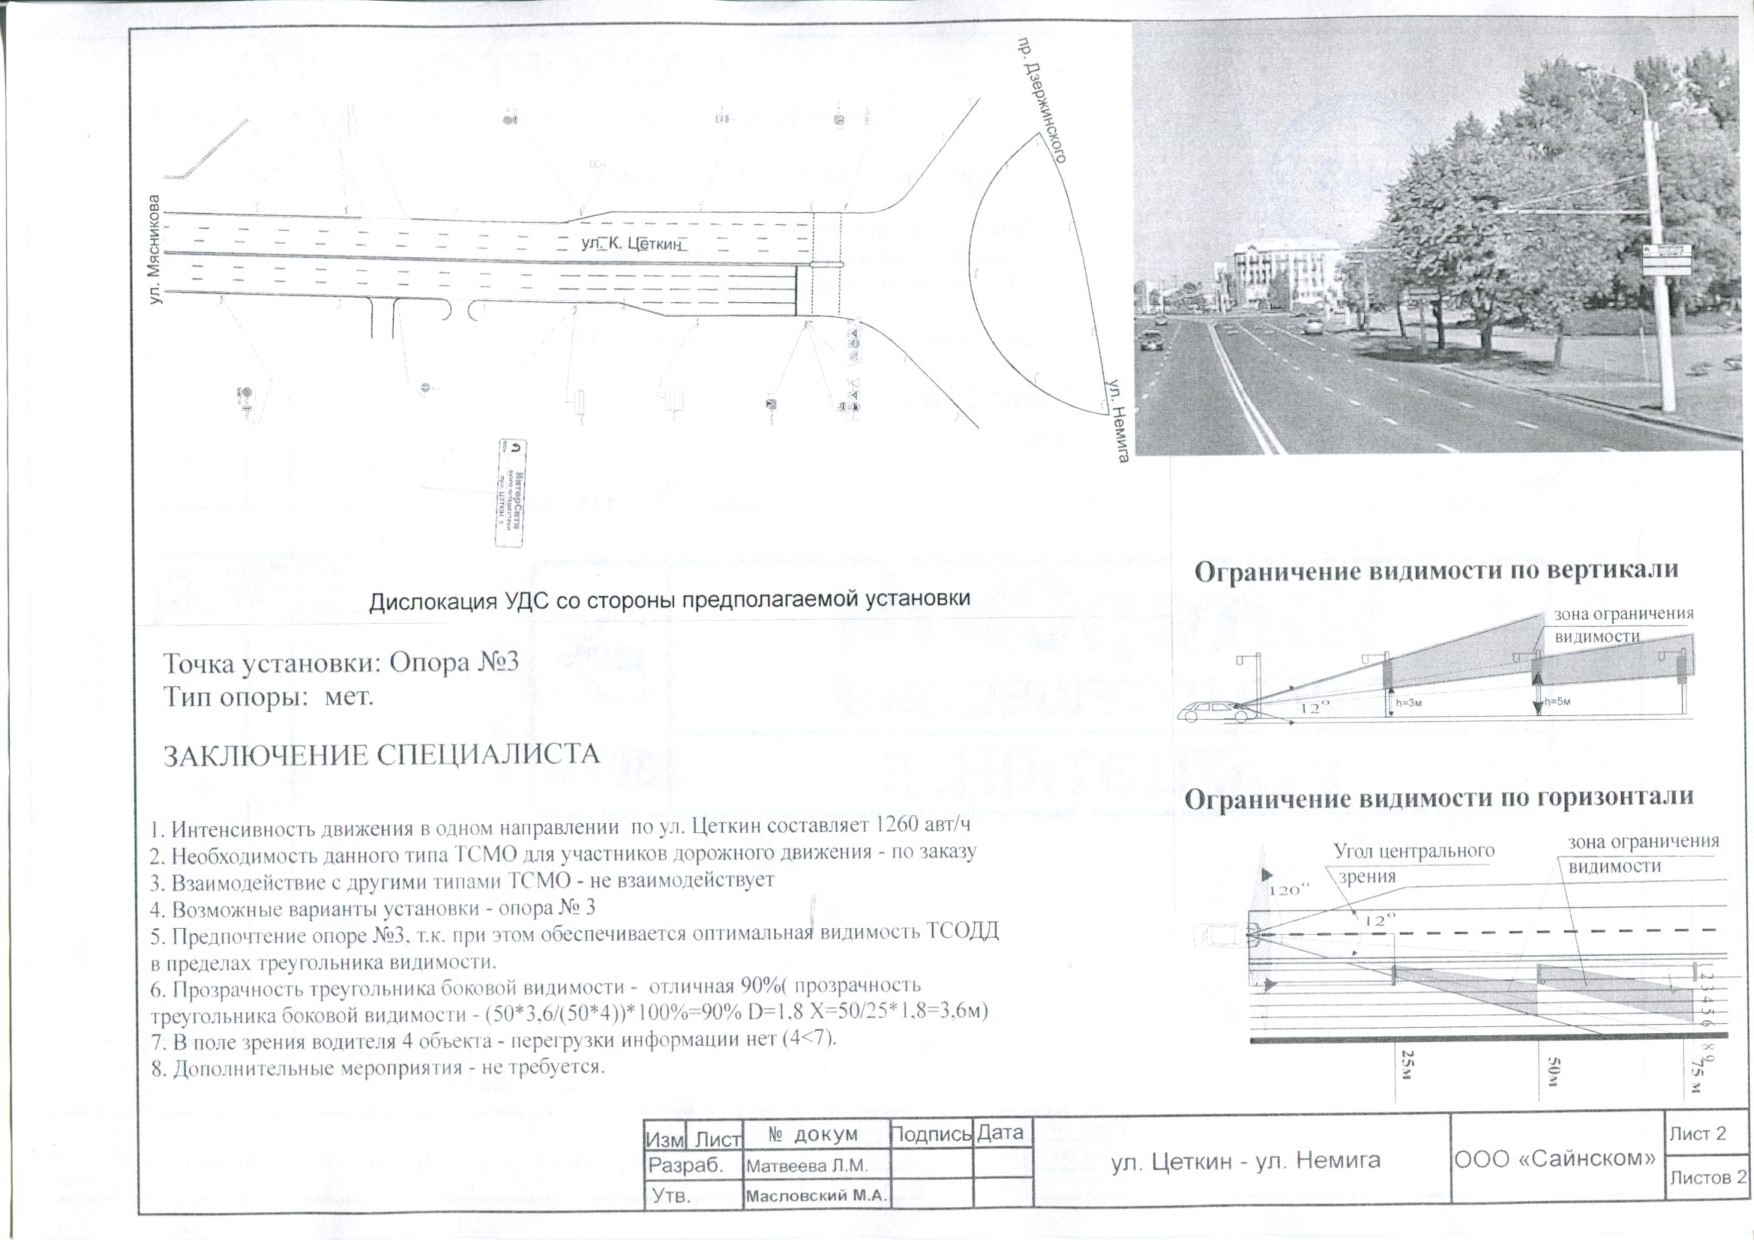 пр. Дзержинского
ул. Мясникова
ул. К. Цеткин
ул. Немига
ИнтерСити
Дислокация УДС со стороны предполагаемой установки
Точка установки: Опора №3
Тип опоры: мет.
ЗАКЛЮЧЕНИЕ СПЕЦИАЛИСТА
1. Интенсивность движения в одном направлении по ул. Цеткин составляет 1260 авт/ч
2. Необходимость данного типа ТСМО для участников дорожного движения - по заказу
3. Взаимодействие с другими типами ТСМО - не взаимодействует
4. Возможные варианты установки - опора № 3
5. Предпочтение опоре №3, т.к. при этом обеспечивается оптимальная видимость ТСОДД
в пределах треугольника видимости.
6. Прозрачность треугольника боковой видимости - отличная 90%( прозрачность
треугольника боковой видимости - (50*3,6/(50*4))*100%=90% D=1,8 X=50/25*1,8=3,6м)
7. В поле зрения водителя 4 объекта - перегрузки информации нет (4<7).
8. Дополнительные мероприятия - не требуется.
Ограничение видимости по вертикали
зона ограничения
видимости
12°
h=3м
h=5м
Ограничение видимости по горизонтали
Угол центрального
зрения
зона ограничения
видимости
120°
12°
1 2 3 4 5 6
8 9
25м
50м
75 м
Изм Лист № докум Подпись Дата
Разраб. Матвеева Л.М.
Утв. Масловский М.А.
ул. Цеткин - ул. Немига
ООО «Сайнском»
Лист 2
Листов 2